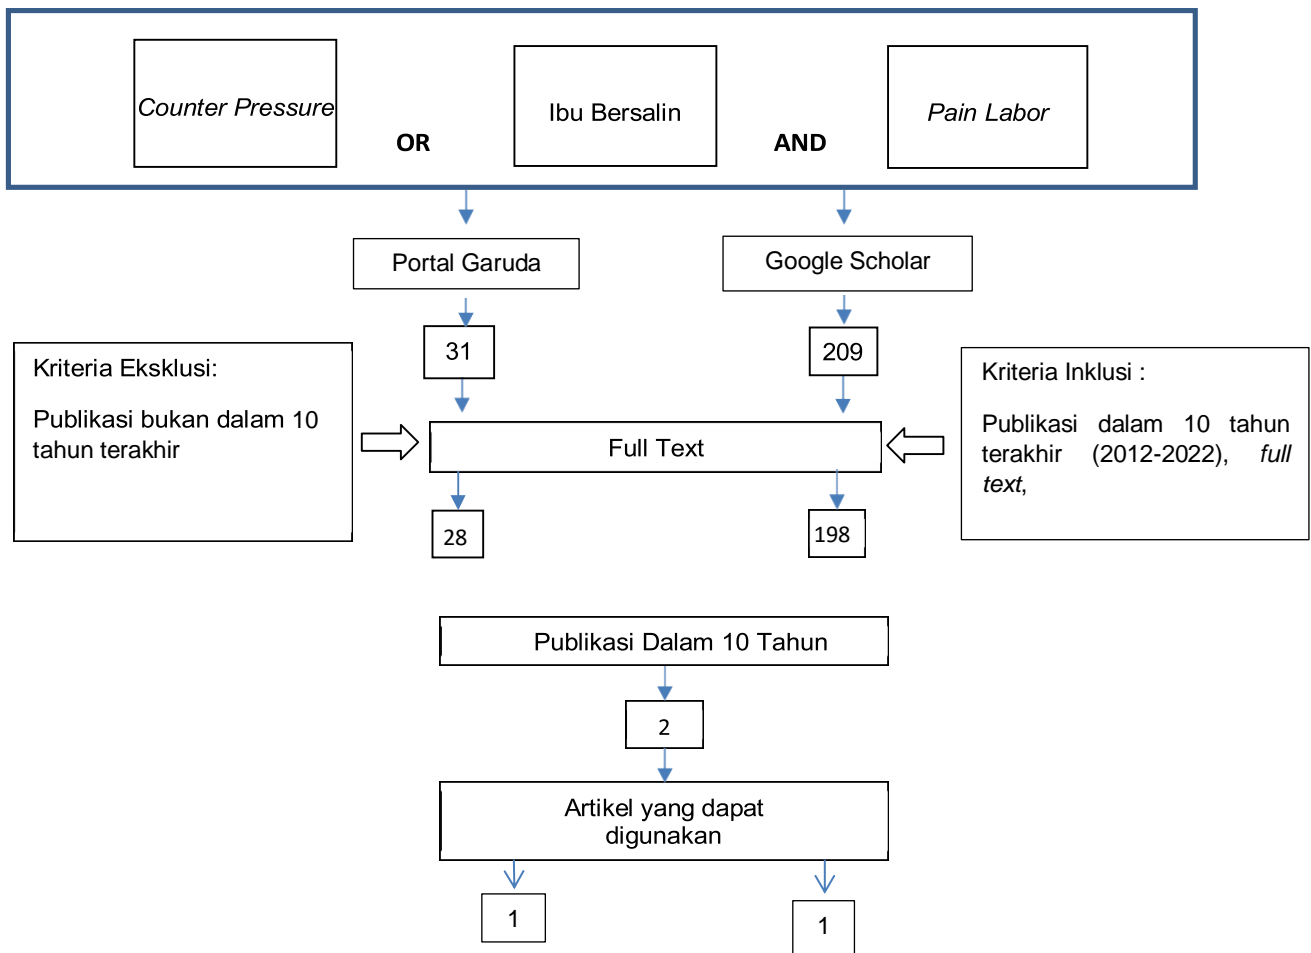 Counter Pressure
OR
Ibu Bersalin
AND
Pain Labor
Portal Garuda
Google Scholar
31
209
Kriteria Eksklusi:
Publikasi bukan dalam 10
tahun terakhir
Full Text
Kriteria Inklusi :
Publikasi dalam 10 tahun
terakhir (2012-2022), full
text,
28
198
Publikasi Dalam 10 Tahun
2
Artikel yang dapat
digunakan
1
1